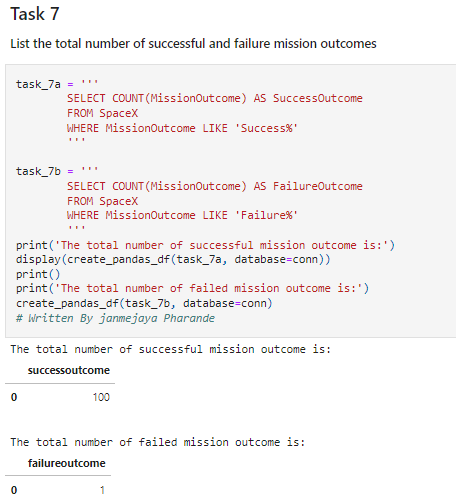 Task 7
List the total number of successful and failure mission outcomes
task_7a = '''
SELECT COUNT(MissionOutcome) AS SuccessOutcome
FROM SpaceX
WHERE MissionOutcome LIKE 'Success%'
'''
task_7b = '''
SELECT COUNT(MissionOutcome) AS FailureOutcome
FROM SpaceX
WHERE MissionOutcome LIKE 'Failure%'
'''
print('The total number of successful mission outcome is:')
display(create_pandas_df(task_7a, database=conn))
print()
print('The total number of failed mission outcome is:')
create_pandas_df(task_7b, database=conn)
# Written By janmejaya Pharande
The total number of successful mission outcome is:
successoutcome
0 100
The total number of failed mission outcome is:
failureoutcome
0 1